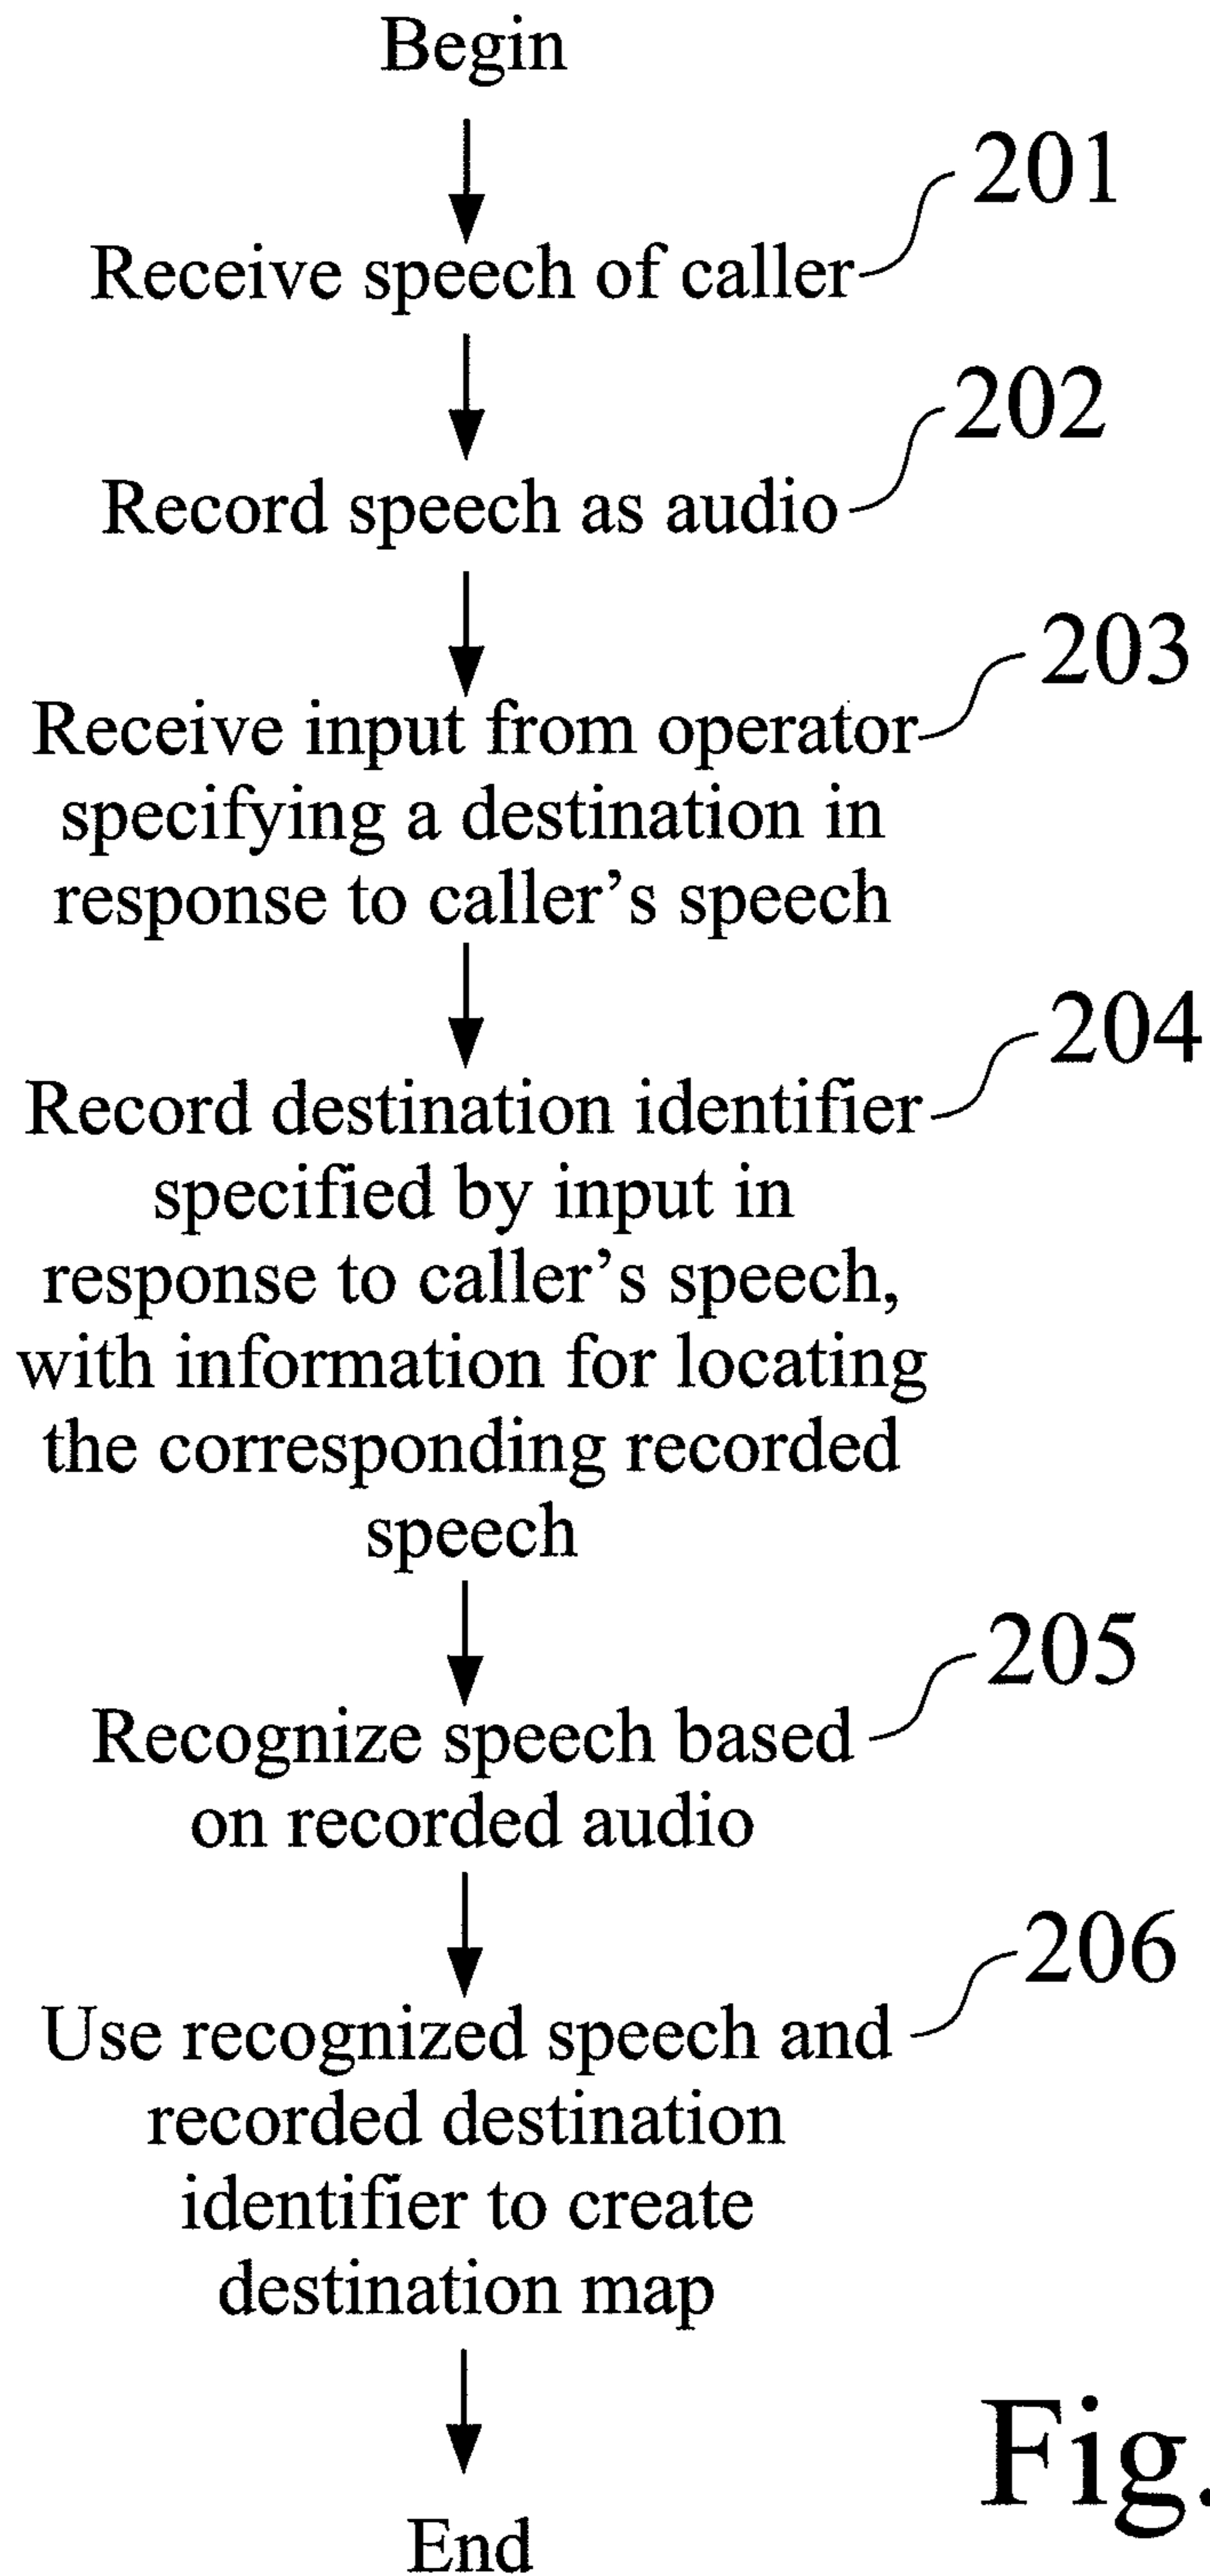 Begin
201
Receive speech of caller
202
Record speech as audio
203
Receive input from operator
specifying a destination in
response to caller's speech
204
Record destination identifier
specified by input in
response to caller's speech,
with information for locating
the corresponding recorded
speech
205
Recognize speech based
on recorded audio
206
Use recognized speech and
recorded destination
identifier to create
destination map
Fig.
End